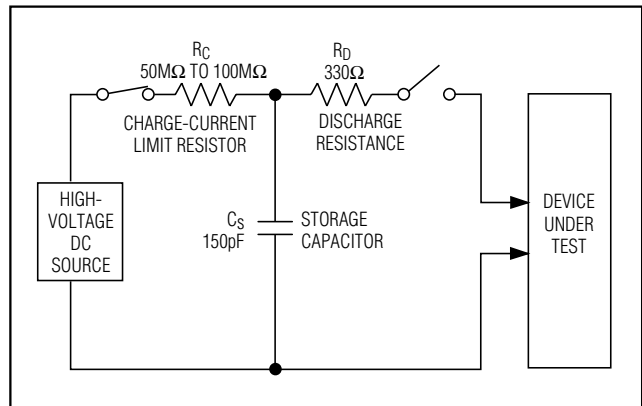 R_C
50MΩ TO 100MΩ
CHARGE-CURRENT
LIMIT RESISTOR
R_D
330Ω
DISCHARGE
RESISTANCE
HIGH-
VOLTAGE
DC
SOURCE
C_S
150pF
STORAGE
CAPACITOR
DEVICE
UNDER
TEST